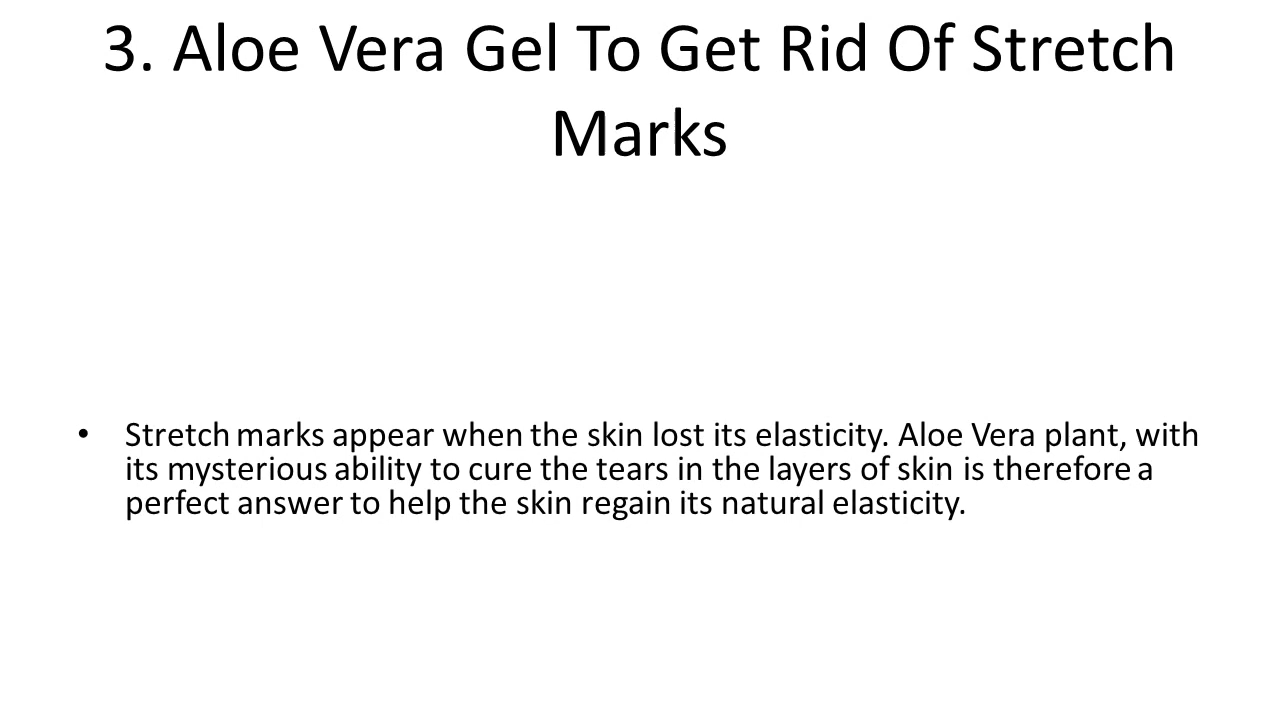 3. Aloe Vera Gel To Get Rid Of Stretch
Marks
• Stretch marks appear when the skin lost its elasticity. Aloe Vera plant, with
its mysterious ability to cure the tears in the layers of skin is therefore a
perfect answer to help the skin regain its natural elasticity.